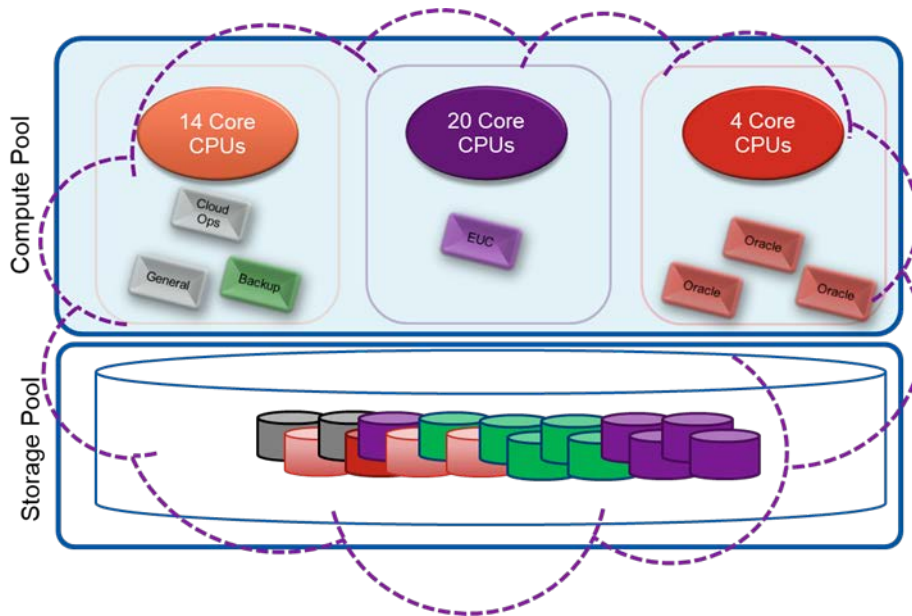 Compute Pool
14 Core
CPUs
Cloud
Ops
General
Backup
20 Core
CPUs
EUC
4 Core
CPUs
Oracle
Oracle
Oracle
Storage Pool